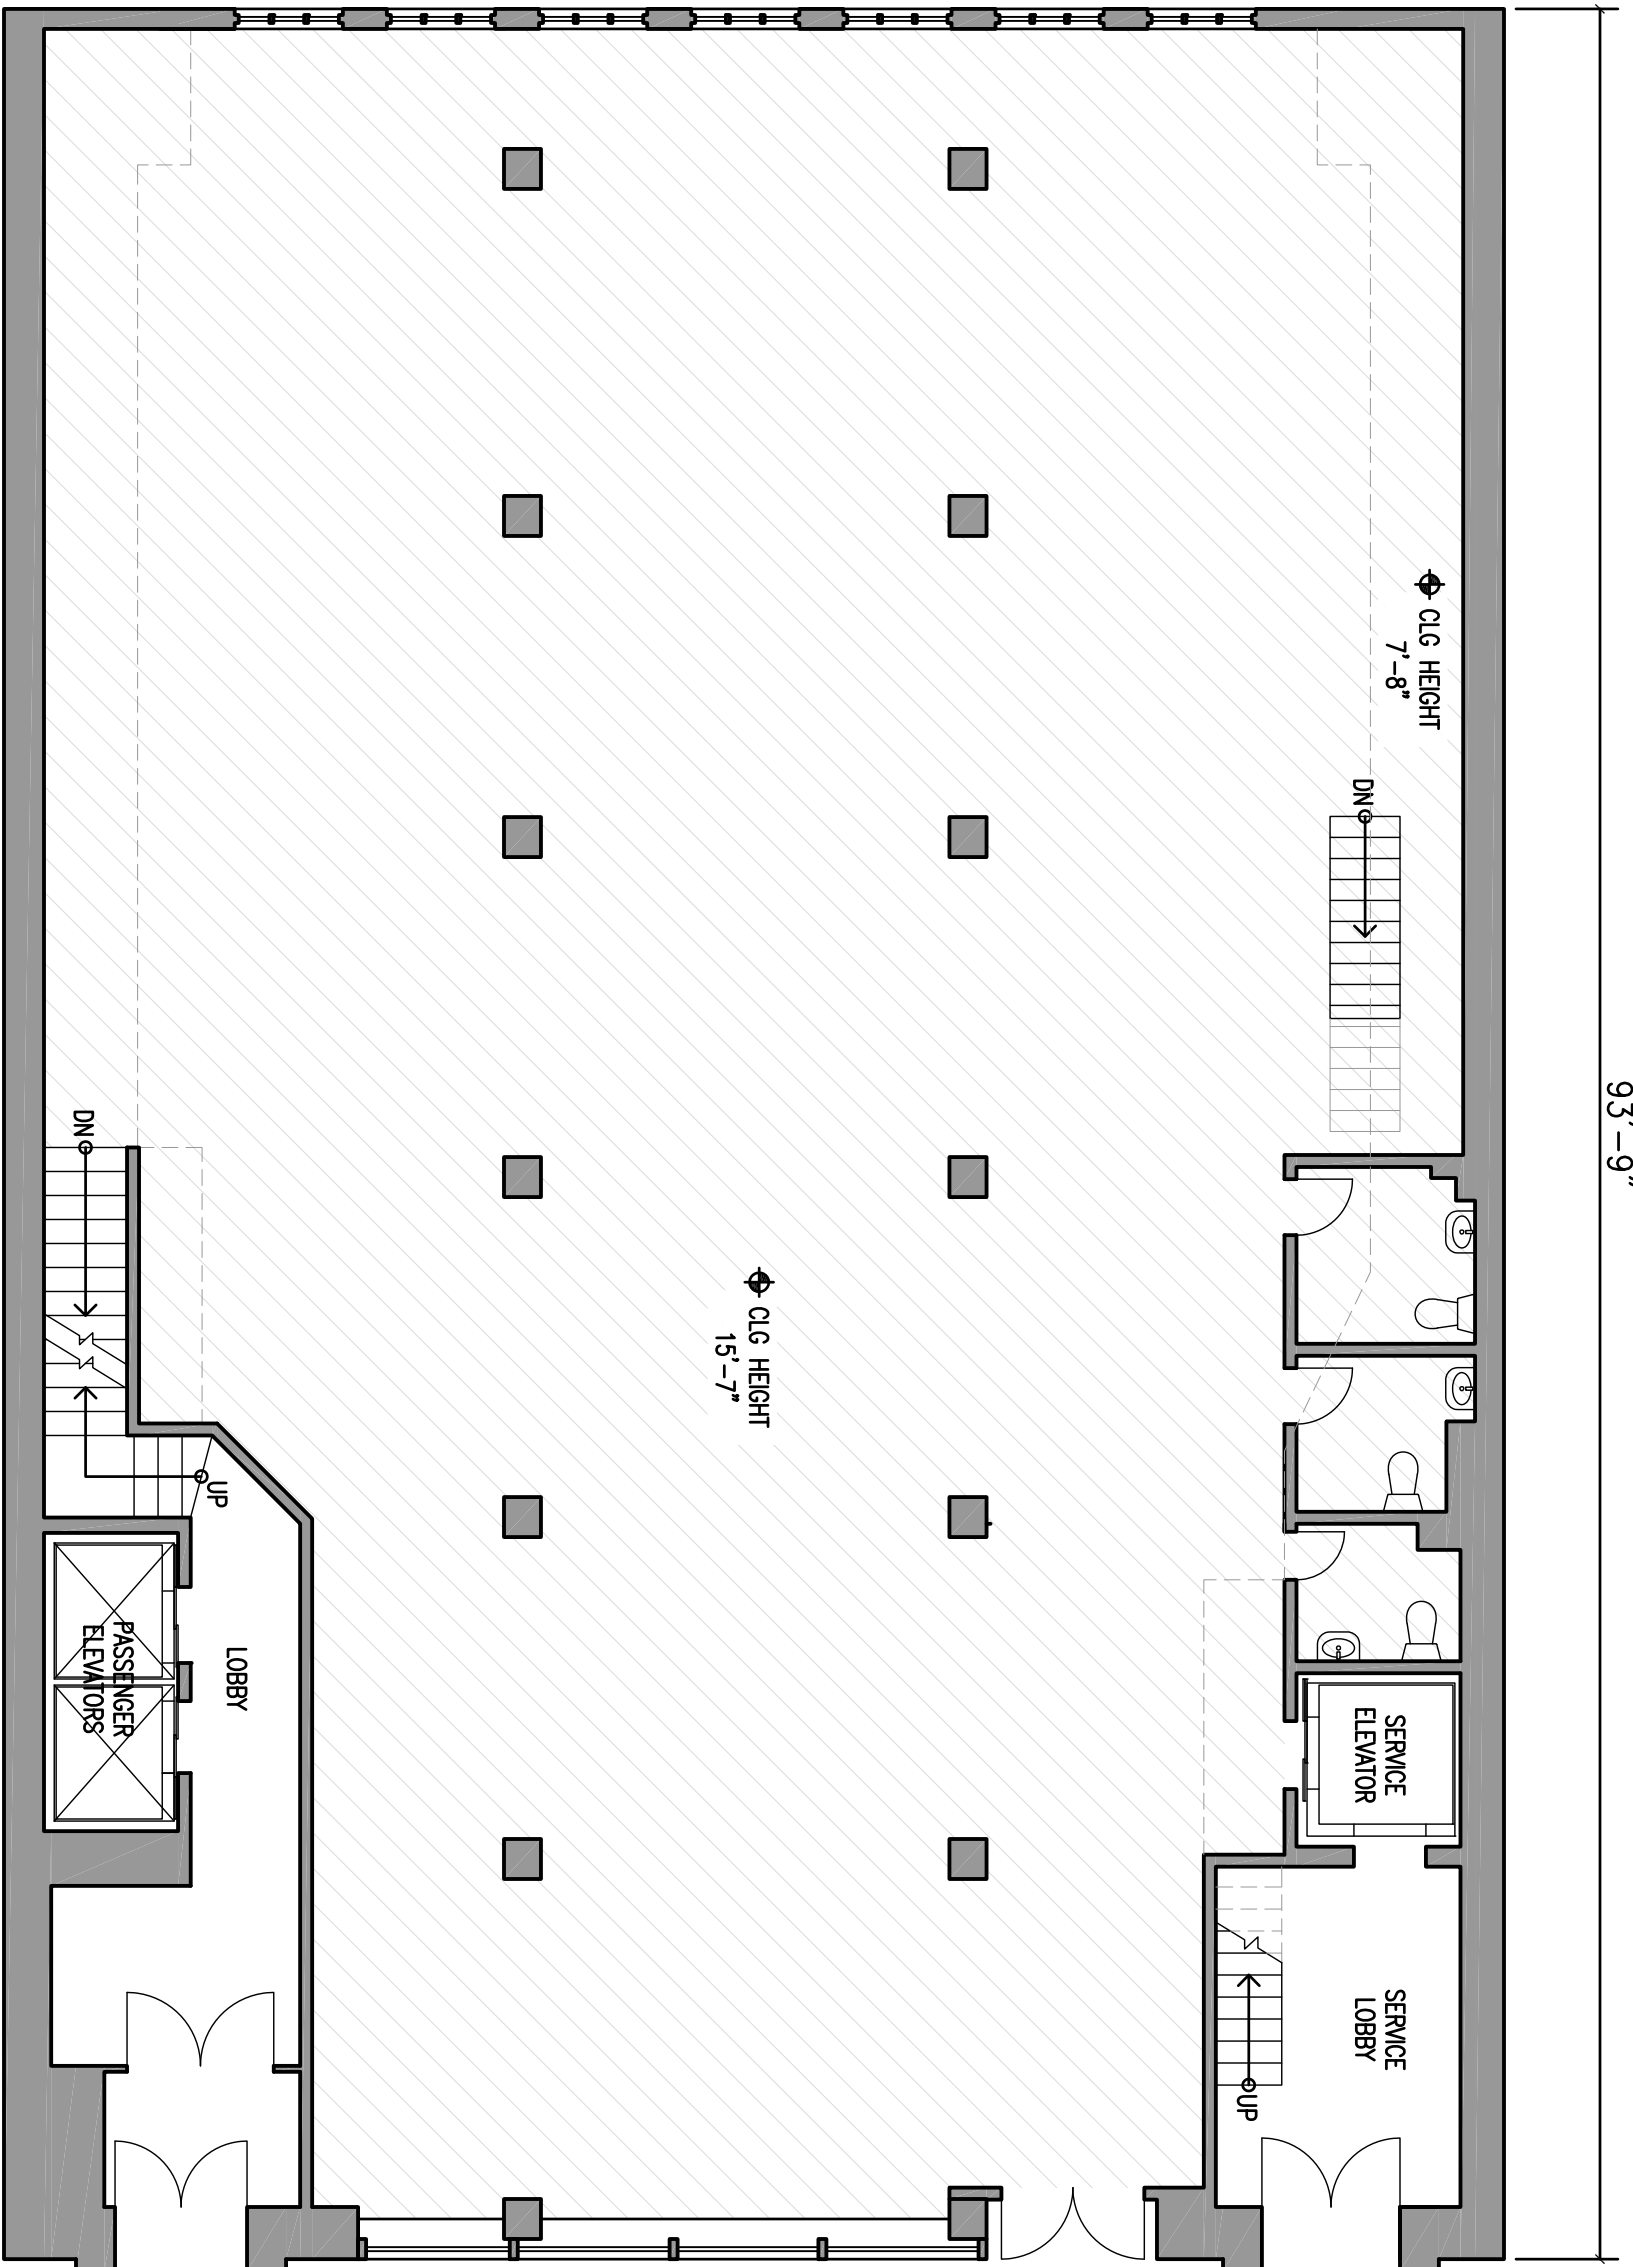 93'-9"
CLG HEIGHT
7'-8"
DN
DN
CLG HEIGHT
15'-7"
UP
LOBBY
PASSENGER
ELEVATORS
SERVICE
ELEVATOR
SERVICE
LOBBY
UP